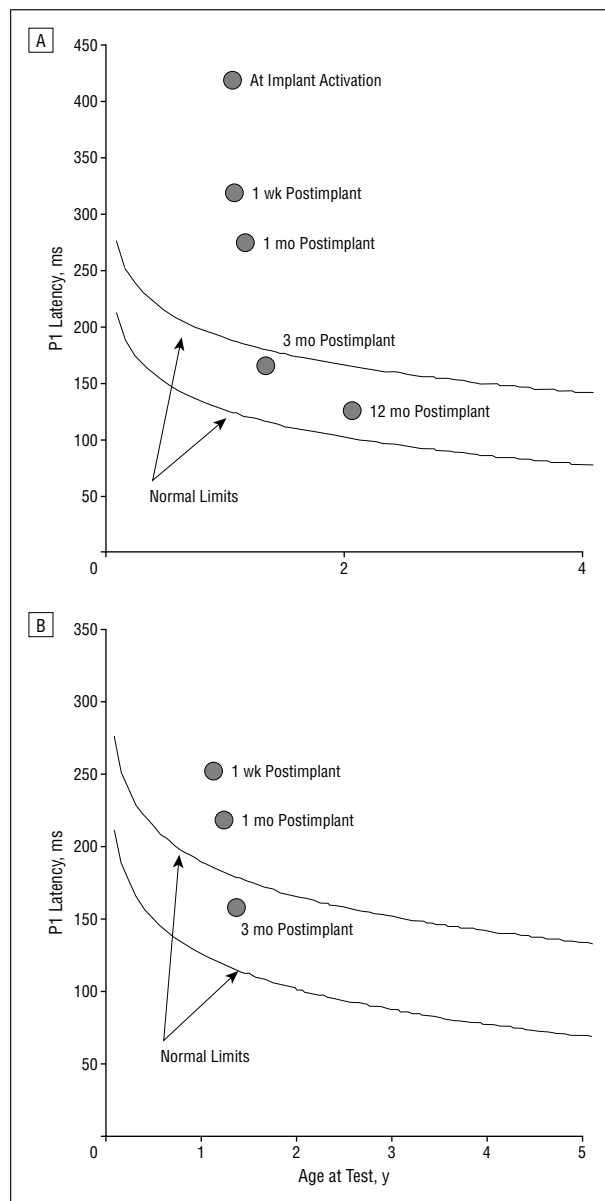 A
450
400
350
300
250
200
150
100
50
0
P1 Latency, ms
At Implant Activation
1 wk Postimplant
1 mo Postimplant
3 mo Postimplant
12 mo Postimplant
Normal Limits
2
4
B
350
300
250
200
150
100
50
0
P1 Latency, ms
1 wk Postimplant
1 mo Postimplant
3 mo Postimplant
Normal Limits
1
2
3
4
5
Age at Test, y